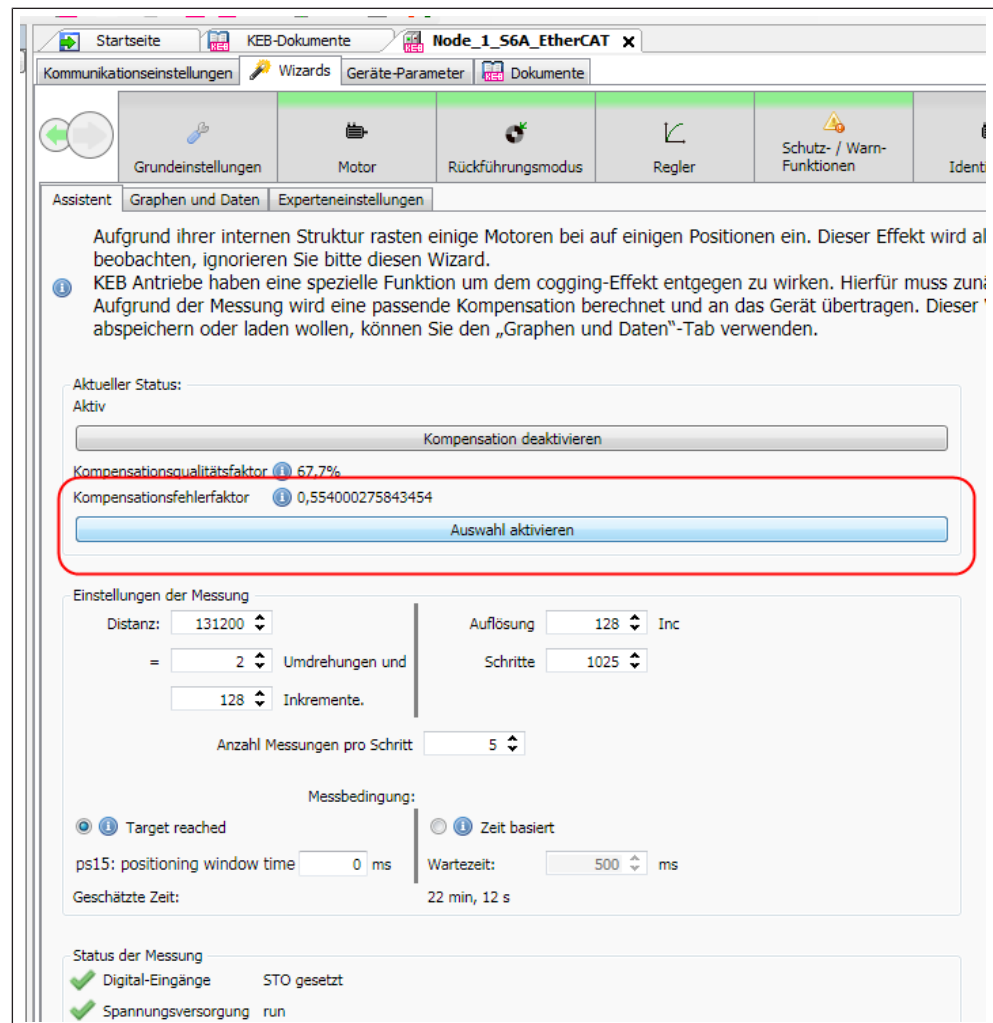 Startseite KEB-Dokumente Node_1_S6A_EtherCAT x
Kommunikationseinstellungen Wizards Geräte-Parameter Dokumente
Grundeinstellungen Motor Rückführungsmodus Regler Schutz- / Warn- Funktionen Identi
Assistent Graphen und Daten Experteneinstellungen
Aufgrund ihrer internen Struktur rasten einige Motoren bei auf einigen Positionen ein. Dieser Effekt wird al
beobachten, ignorieren Sie bitte diesen Wizard.
KEB Antriebe haben eine spezielle Funktion um dem cogging-Effekt entgegen zu wirken. Hierfür muss zunä
Aufgrund der Messung wird eine passende Kompensation berechnet und an das Gerät übertragen. Dieser
abspeichern oder laden wollen, können Sie den „Graphen und Daten“-Tab verwenden.
Aktueller Status:
Aktiv
Kompensation deaktivieren
Kompensationsqualitätsfaktor 67,7%
Kompensationsfehlerfaktor 0,554000275843454
Auswahl aktivieren
Einstellungen der Messung
Distanz: 131200 Auflösung 128 Inc
= 2 Umdrehungen und Schritte 1025
128 Inkremente.
Anzahl Messungen pro Schritt 5
Messbedingung:
Target reached Zeit basiert
ps15: positioning window time 0 ms Wartezeit: 500 ms
Geschätzte Zeit: 22 min, 12 s
Status der Messung
Digital-Eingänge STO gesetzt
Spannungsversorgung run